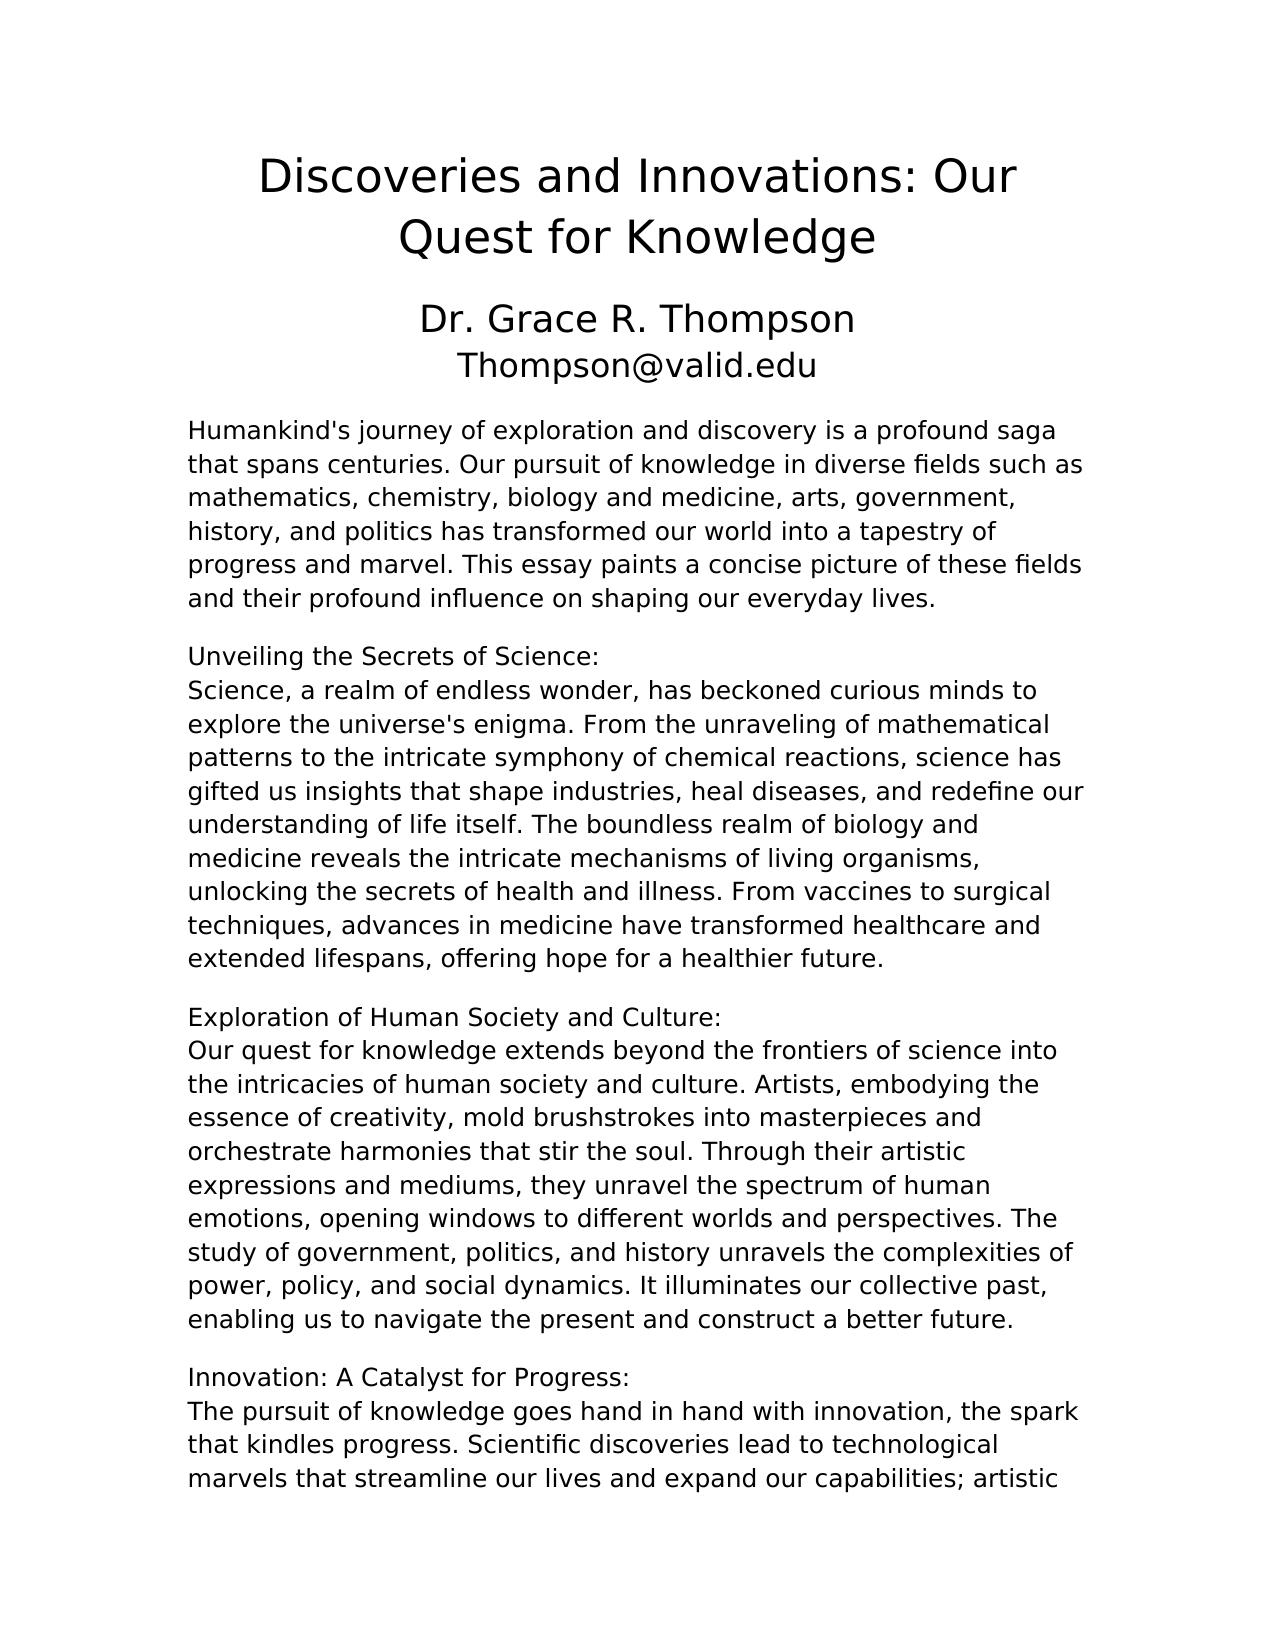 Discoveries and Innovations: Our
Quest for Knowledge
Dr. Grace R. Thompson
Thompson@valid.edu
Humankind's journey of exploration and discovery is a profound saga
that spans centuries. Our pursuit of knowledge in diverse fields such as
mathematics, chemistry, biology and medicine, arts, government,
history, and politics has transformed our world into a tapestry of
progress and marvel. This essay paints a concise picture of these fields
and their profound influence on shaping our everyday lives.
Unveiling the Secrets of Science:
Science, a realm of endless wonder, has beckoned curious minds to
explore the universe's enigma. From the unraveling of mathematical
patterns to the intricate symphony of chemical reactions, science has
gifted us insights that shape industries, heal diseases, and redefine our
understanding of life itself. The boundless realm of biology and
medicine reveals the intricate mechanisms of living organisms,
unlocking the secrets of health and illness. From vaccines to surgical
techniques, advances in medicine have transformed healthcare and
extended lifespans, offering hope for a healthier future.
Exploration of Human Society and Culture:
Our quest for knowledge extends beyond the frontiers of science into
the intricacies of human society and culture. Artists, embodying the
essence of creativity, mold brushstrokes into masterpieces and
orchestrate harmonies that stir the soul. Through their artistic
expressions and mediums, they unravel the spectrum of human
emotions, opening windows to different worlds and perspectives. The
study of government, politics, and history unravels the complexities of
power, policy, and social dynamics. It illuminates our collective past,
enabling us to navigate the present and construct a better future.
Innovation: A Catalyst for Progress:
The pursuit of knowledge goes hand in hand with innovation, the spark
that kindles progress. Scientific discoveries lead to technological
marvels that streamline our lives and expand our capabilities; artistic